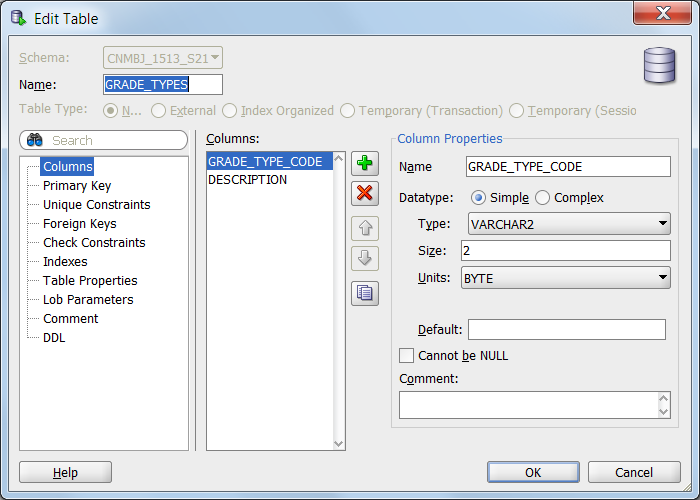 Edit Table
Schema: CNMBJ_1513_S21
Name: GRADE_TYPES
Table Type: N... External Index Organized Temporary (Transaction) Temporary (Sessio
Search
Columns
Primary Key
Unique Constraints
Foreign Keys
Check Constraints
Indexes
Table Properties
Lob Parameters
Comment
DDL
Columns:
GRADE_TYPE_CODE
DESCRIPTION
Column Properties
Name GRADE_TYPE_CODE
Datatype: Simple Complex
Type: VARCHAR2
Size: 2
Units: BYTE
Default:
Cannot be NULL
Comment:
Help OK Cancel